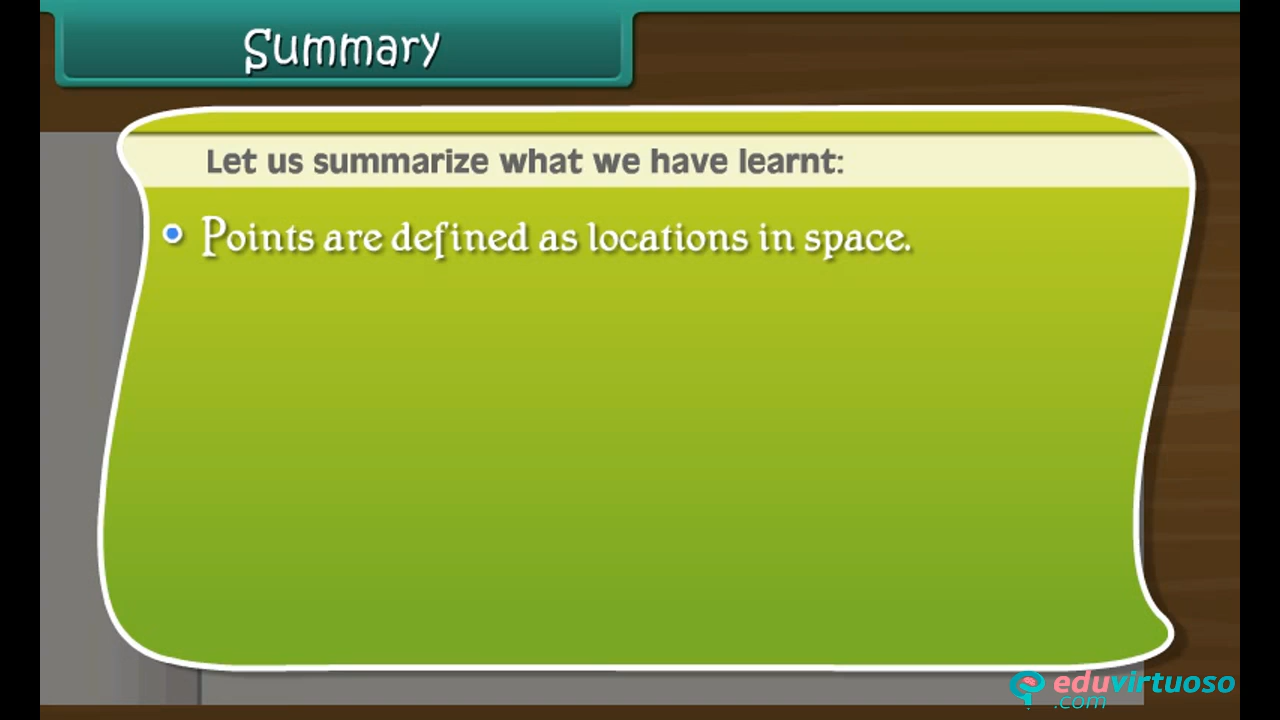 Summary
Let us summarize what we have learnt:
Points are defined as locations in space.
eduvirtuoso
.com